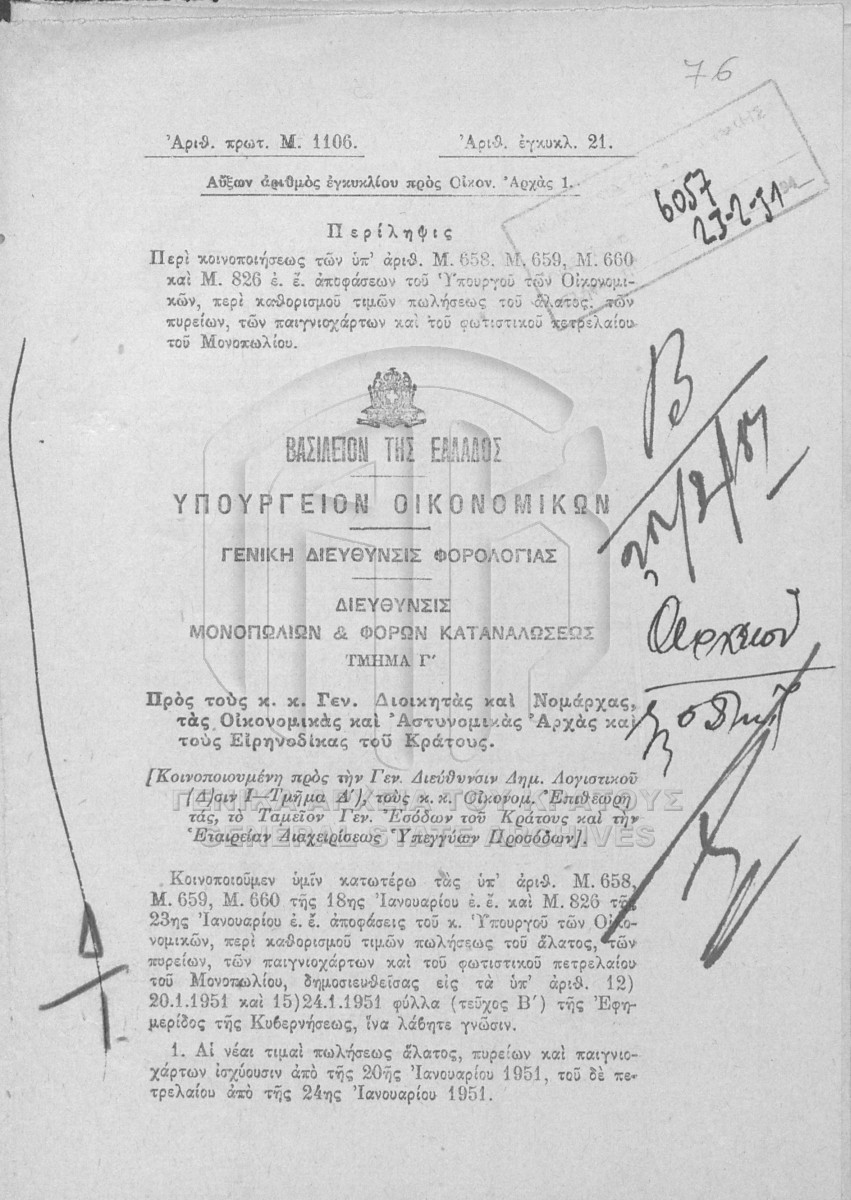 76
Ἀριθ. πρωτ. Μ. 1106. Ἀριθ. ἐγκυκλ. 21.
Αὔξων ἀριθμὸς ἐγκυκλίου πρὸς Οἰκον. Ἀρχὰς 1.
6057
23-2-51
Περίληψις
Περὶ κοινοποιήσεως τῶν ὑπ' ἀριθ. Μ. 658, Μ. 659, Μ. 660
καὶ Μ. 826 ἐ. ἔ. ἀποφάσεων τοῦ Ὑπουργοῦ τῶν Οἰκονομι-
κῶν, περὶ καθορισμοῦ τιμῶν πωλήσεως τοῦ ἅλατος, τῶν
πυρείων, τῶν παιγνιοχάρτων καὶ τοῦ φωτιστικοῦ πετρελαίου
τοῦ Μονοπωλίου.
ΒΑΣΙΛΕΙΟΝ ΤΗΣ ΕΛΛΑΔΟΣ
ΥΠΟΥΡΓΕΙΟΝ ΟΙΚΟΝΟΜΙΚΩΝ
ΓΕΝΙΚΗ ΔΙΕΥΘΥΝΣΙΣ ΦΟΡΟΛΟΓΙΑΣ
ΔΙΕΥΘΥΝΣΙΣ
ΜΟΝΟΠΩΛΙΩΝ & ΦΟΡΩΝ ΚΑΤΑΝΑΛΩΣΕΩΣ
ΤΜΗΜΑ Γ′
Πρὸς τοὺς κ. κ. Γεν. Διοικητὰς καὶ Νομάρχας,
τὰς Οἰκονομικὰς καὶ Ἀστυνομικὰς Ἀρχὰς καὶ
τοὺς Εἰρηνοδίκας τοῦ Κράτους.
[Κοινοποιουμένη πρὸς τὴν Γεν. Διεύθυνσιν Δημ. Λογιστικοῦ
(Δ)σιν Ι—Τμῆμα Δ′), τοὺς κ. κ. Οἰκονομ. Ἐπιθεωρη
τάς, τὸ Ταμεῖον Γεν. Ἐσόδων τοῦ Κράτους καὶ τὴν
Ἑταιρείαν Διαχειρίσεως Ὑπεγγύων Προσόδων].
ΓΕΝΙΚΑ ΑΡΧΕΙΑ ΤΟΥ ΚΡΑΤΟΥΣ
GENERAL STATE ARCHIVES
Κοινοποιοῦμεν ὑμῖν κατωτέρω τὰς ὑπ' ἀριθ. Μ. 658,
Μ. 659, Μ. 660 τῆς 18ης Ἰανουαρίου ἐ. ἔ. καὶ Μ. 826 τῆς
23ης Ἰανουαρίου ἐ. ἔ. ἀποφάσεις τοῦ κ. Ὑπουργοῦ τῶν Οἰκο-
νομικῶν, περὶ καθορισμοῦ τιμῶν πωλήσεως τοῦ ἅλατος, τῶν
πυρείων, τῶν παιγνιοχάρτων καὶ τοῦ φωτιστικοῦ πετρελαίου
τοῦ Μονοπωλίου, δημοσιευθεῖσας εἰς τὰ ὑπ' ἀριθ. 12)
20.1.1951 καὶ 15)24.1.1951 φύλλα (τεῦχος Β′) τῆς Ἐφη-
μερίδος τῆς Κυβερνήσεως, ἵνα λάβητε γνῶσιν.
1. Αἱ νέαι τιμαὶ πωλήσεως ἅλατος, πυρείων καὶ παιγνιο-
χάρτων ἰσχύουσιν ἀπὸ τῆς 20ῆς Ἰανουαρίου 1951, τοῦ δὲ πε-
τρελαίου ἀπὸ τῆς 24ης Ἰανουαρίου 1951.